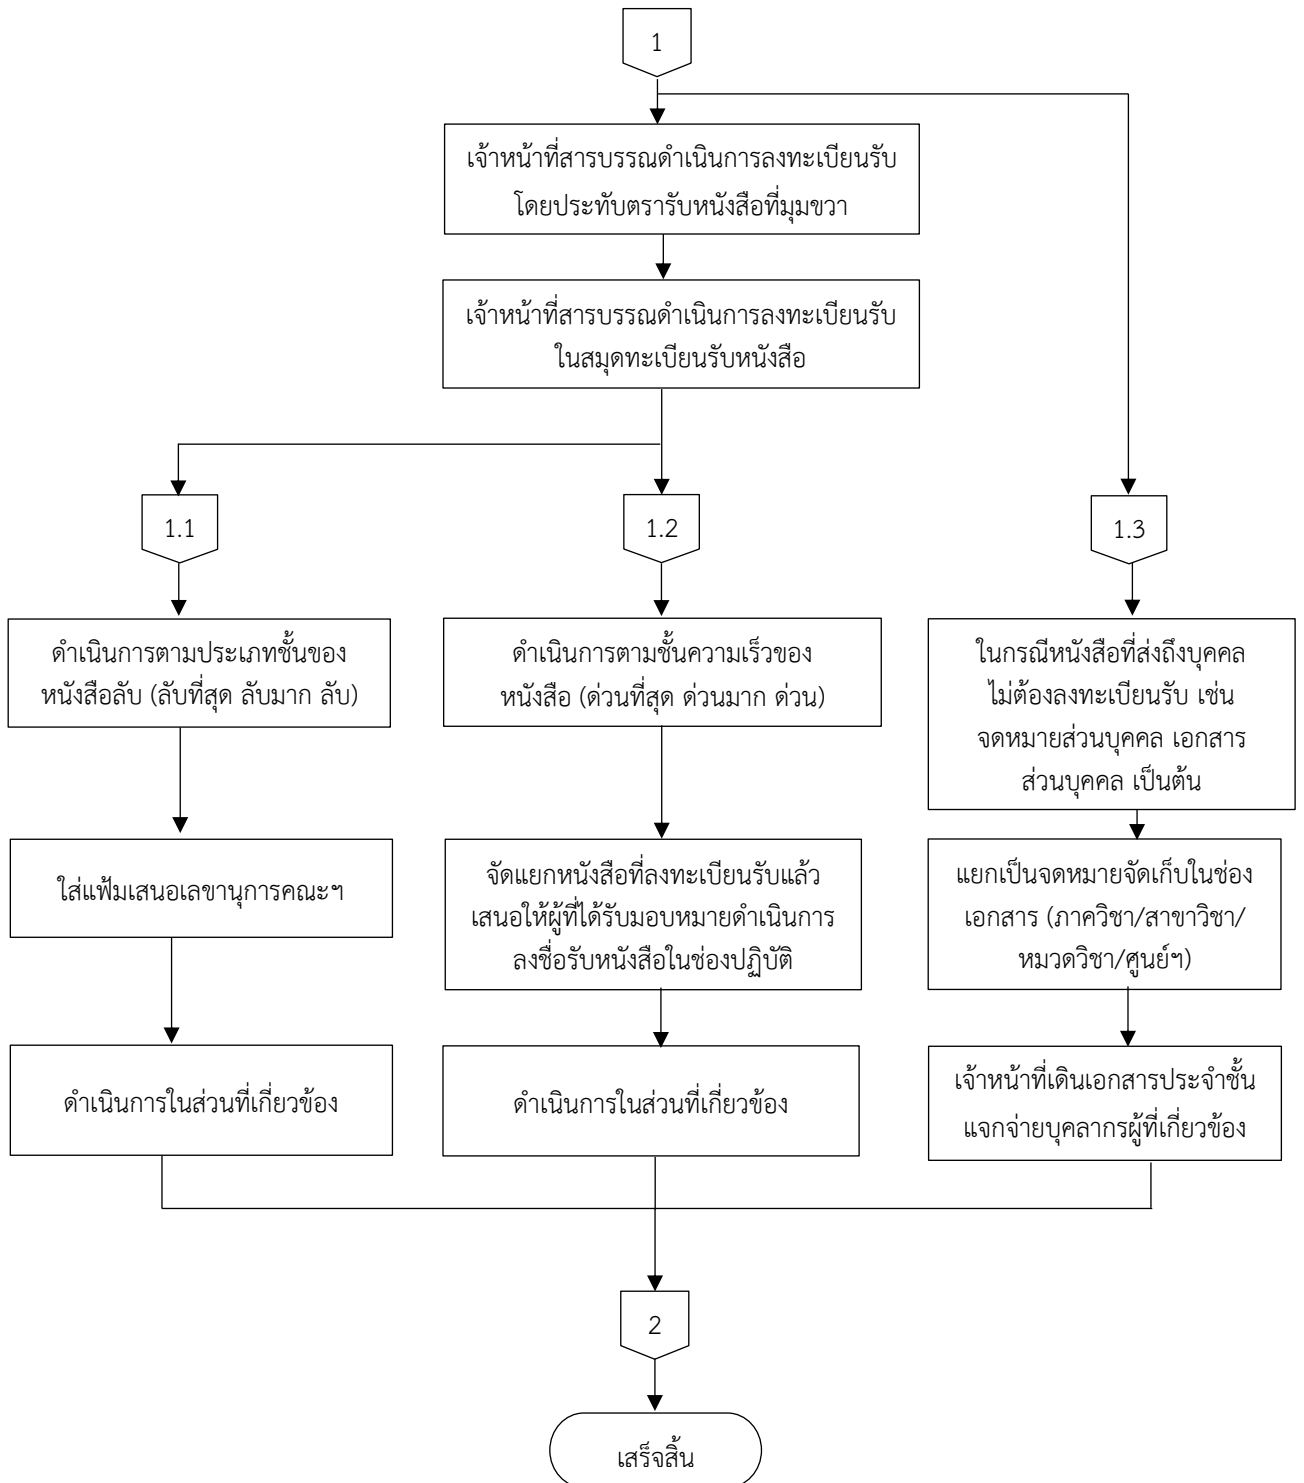 1
เจ้าหน้าที่สารบรรณดำเนินการลงทะเบียนรับ
โดยประทับตรารับหนังสือที่มุมขวา
เจ้าหน้าที่สารบรรณดำเนินการลงทะเบียนรับ
ในสมุดทะเบียนรับหนังสือ
1.1
1.2
1.3
ดำเนินการตามประเภทชั้นของ
หนังสือลับ (ลับที่สุด ลับมาก ลับ)
ดำเนินการตามชั้นความเร็วของ
หนังสือ (ด่วนที่สุด ด่วนมาก ด่วน)
ในกรณีหนังสือที่ส่งถึงบุคคล
ไม่ต้องลงทะเบียนรับ เช่น
จดหมายส่วนบุคคล เอกสาร
ส่วนบุคคล เป็นต้น
ใส่แฟ้มเสนอเลขานุการคณะฯ
จัดแยกหนังสือที่ลงทะเบียนรับแล้ว
เสนอให้ผู้ที่ได้รับมอบหมายดำเนินการ
ลงชื่อรับหนังสือในช่องปฏิบัติ
แยกเป็นจดหมายจัดเก็บในช่อง
เอกสาร (ภาควิชา/สาขาวิชา/
หมวดวิชา/ศูนย์ฯ)
ดำเนินการในส่วนที่เกี่ยวข้อง
ดำเนินการในส่วนที่เกี่ยวข้อง
เจ้าหน้าที่เดินเอกสารประจำชั้น
แจกจ่ายบุคลากรผู้ที่เกี่ยวข้อง
2
เสร็จสิ้น